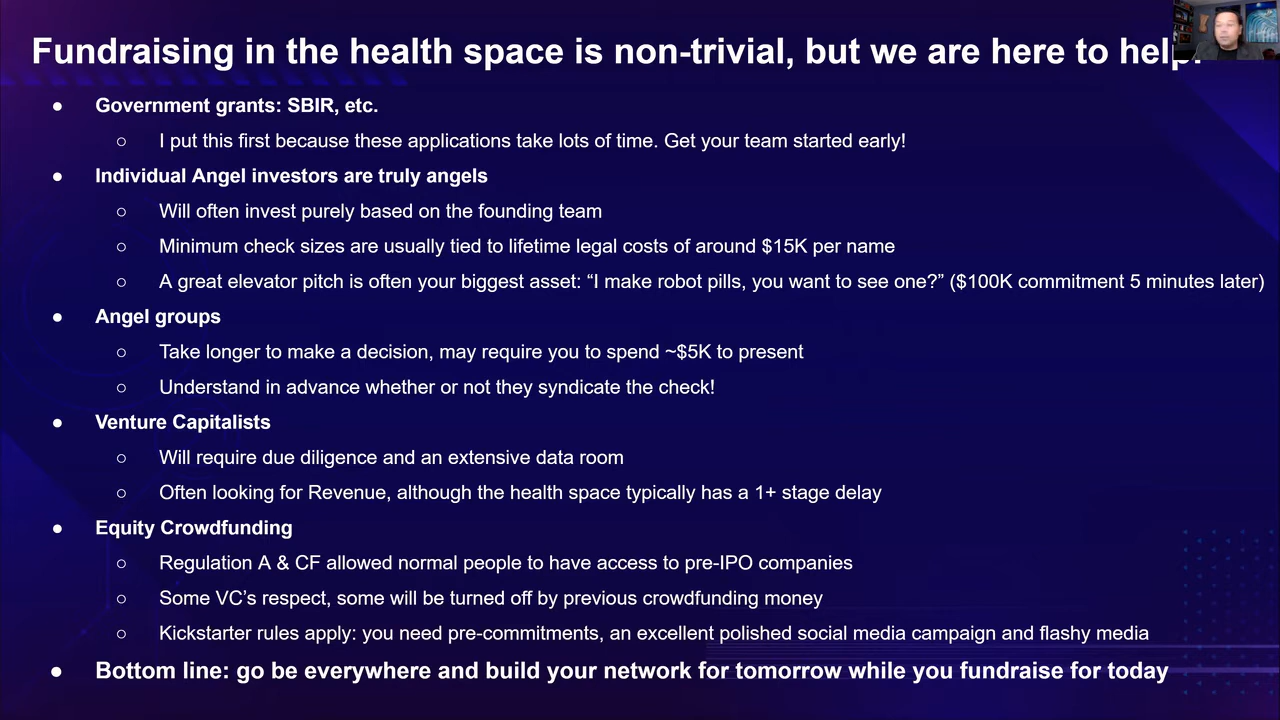 Fundraising in the health space is non-trivial, but we are here to help!
● Government grants: SBIR, etc.
○ I put this first because these applications take lots of time. Get your team started early!
● Individual Angel investors are truly angels
○ Will often invest purely based on the founding team
○ Minimum check sizes are usually tied to lifetime legal costs of around $15K per name
○ A great elevator pitch is often your biggest asset: “I make robot pills, you want to see one?” ($100K commitment 5 minutes later)
● Angel groups
○ Take longer to make a decision, may require you to spend ~$5K to present
○ Understand in advance whether or not they syndicate the check!
● Venture Capitalists
○ Will require due diligence and an extensive data room
○ Often looking for Revenue, although the health space typically has a 1+ stage delay
● Equity Crowdfunding
○ Regulation A & CF allowed normal people to have access to pre-IPO companies
○ Some VC’s respect, some will be turned off by previous crowdfunding money
○ Kickstarter rules apply: you need pre-commitments, an excellent polished social media campaign and flashy media
● Bottom line: go be everywhere and build your network for tomorrow while you fundraise for today